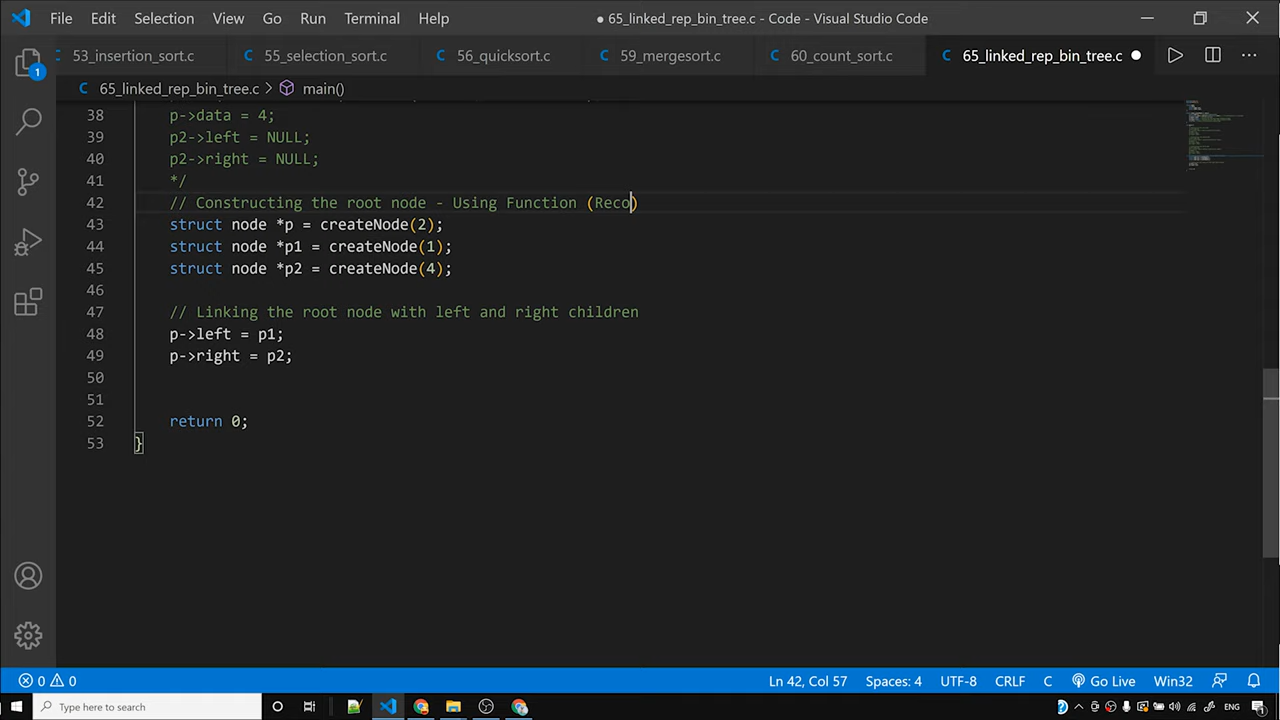 File Edit Selection View Go Run Terminal Help
● 65_linked_rep_bin_tree.c - Code - Visual Studio Code
C 53_insertion_sort.c C 55_selection_sort.c C 56_quicksort.c C 59_mergesort.c C 60_count_sort.c C 65_linked_rep_bin_tree.c ●
1
65_linked_rep_bin_tree.c > main()
38 p->data = 4;
39 p2->left = NULL;
40 p2->right = NULL;
41 */
42 // Constructing the root node - Using Function (Reco)
43 struct node *p = createNode(2);
44 struct node *p1 = createNode(1);
45 struct node *p2 = createNode(4);
46
47 // Linking the root node with left and right children
48 p->left = p1;
49 p->right = p2;
50
51
52 return 0;
53 }
0 0 Ln 42, Col 57 Spaces: 4 UTF-8 CRLF C Go Live Win32
Type here to search ENG 1